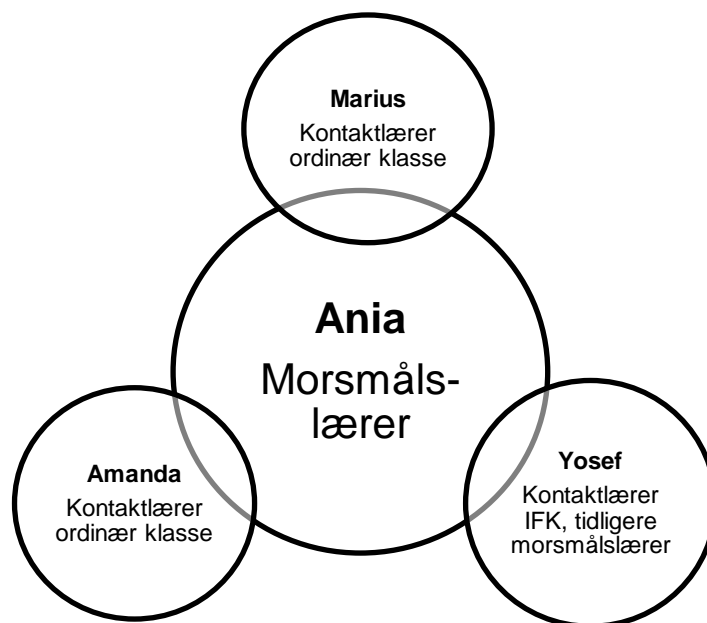 Marius
Kontaktlærer
ordinær klasse
Ania
Morsmåls-
lærer
Amanda
Kontaktlærer
ordinær klasse
Yosef
Kontaktlærer
IFK, tidligere
morsmålslærer